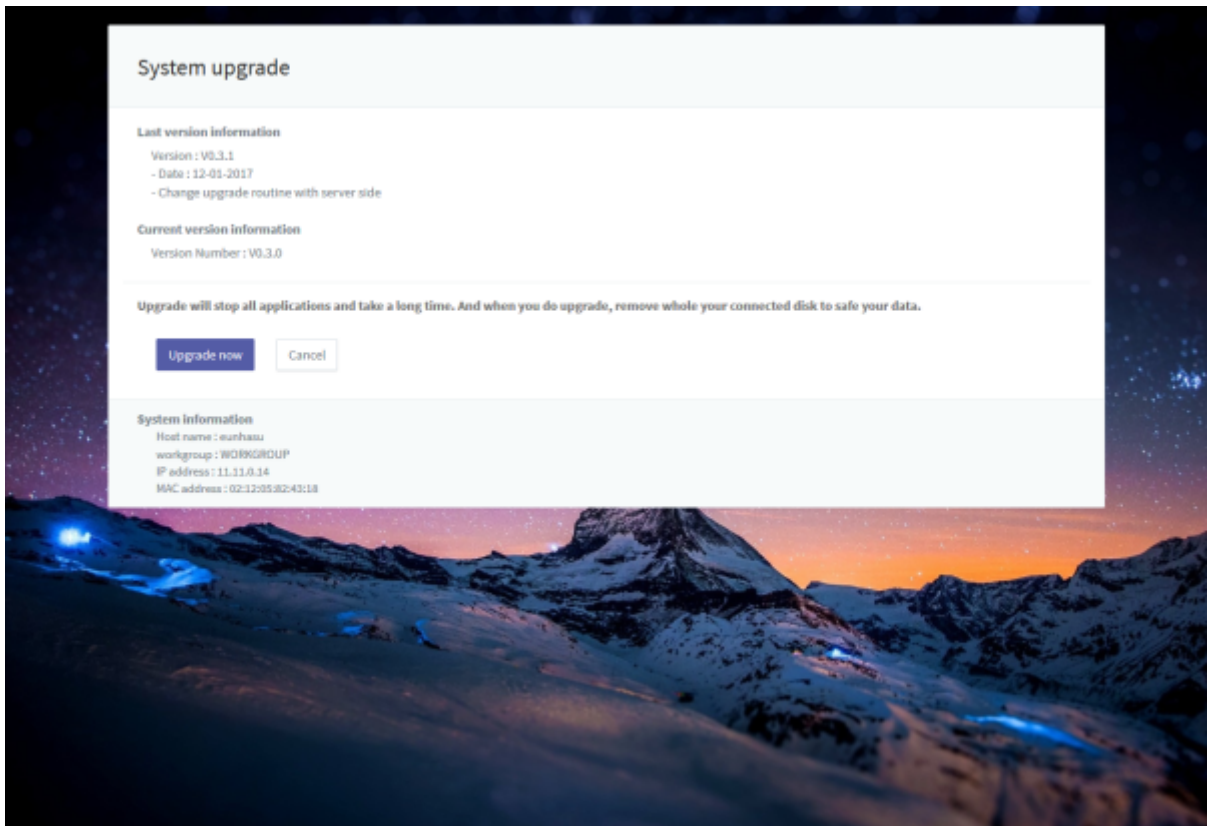 System upgrade
Last version information
Version : V0.3.1
- Date : 12-01-2017
- Change upgrade routine with server side
Current version information
Version Number : V0.3.0
Upgrade will stop all applications and take a long time. And when you do upgrade, remove whole your connected disk to safe your data.
Upgrade now Cancel
System information
Host name : eunhasu
workgroup : WORKGROUP
IP address : 11.11.0.14
MAC address : 02:12:05:82:43:18